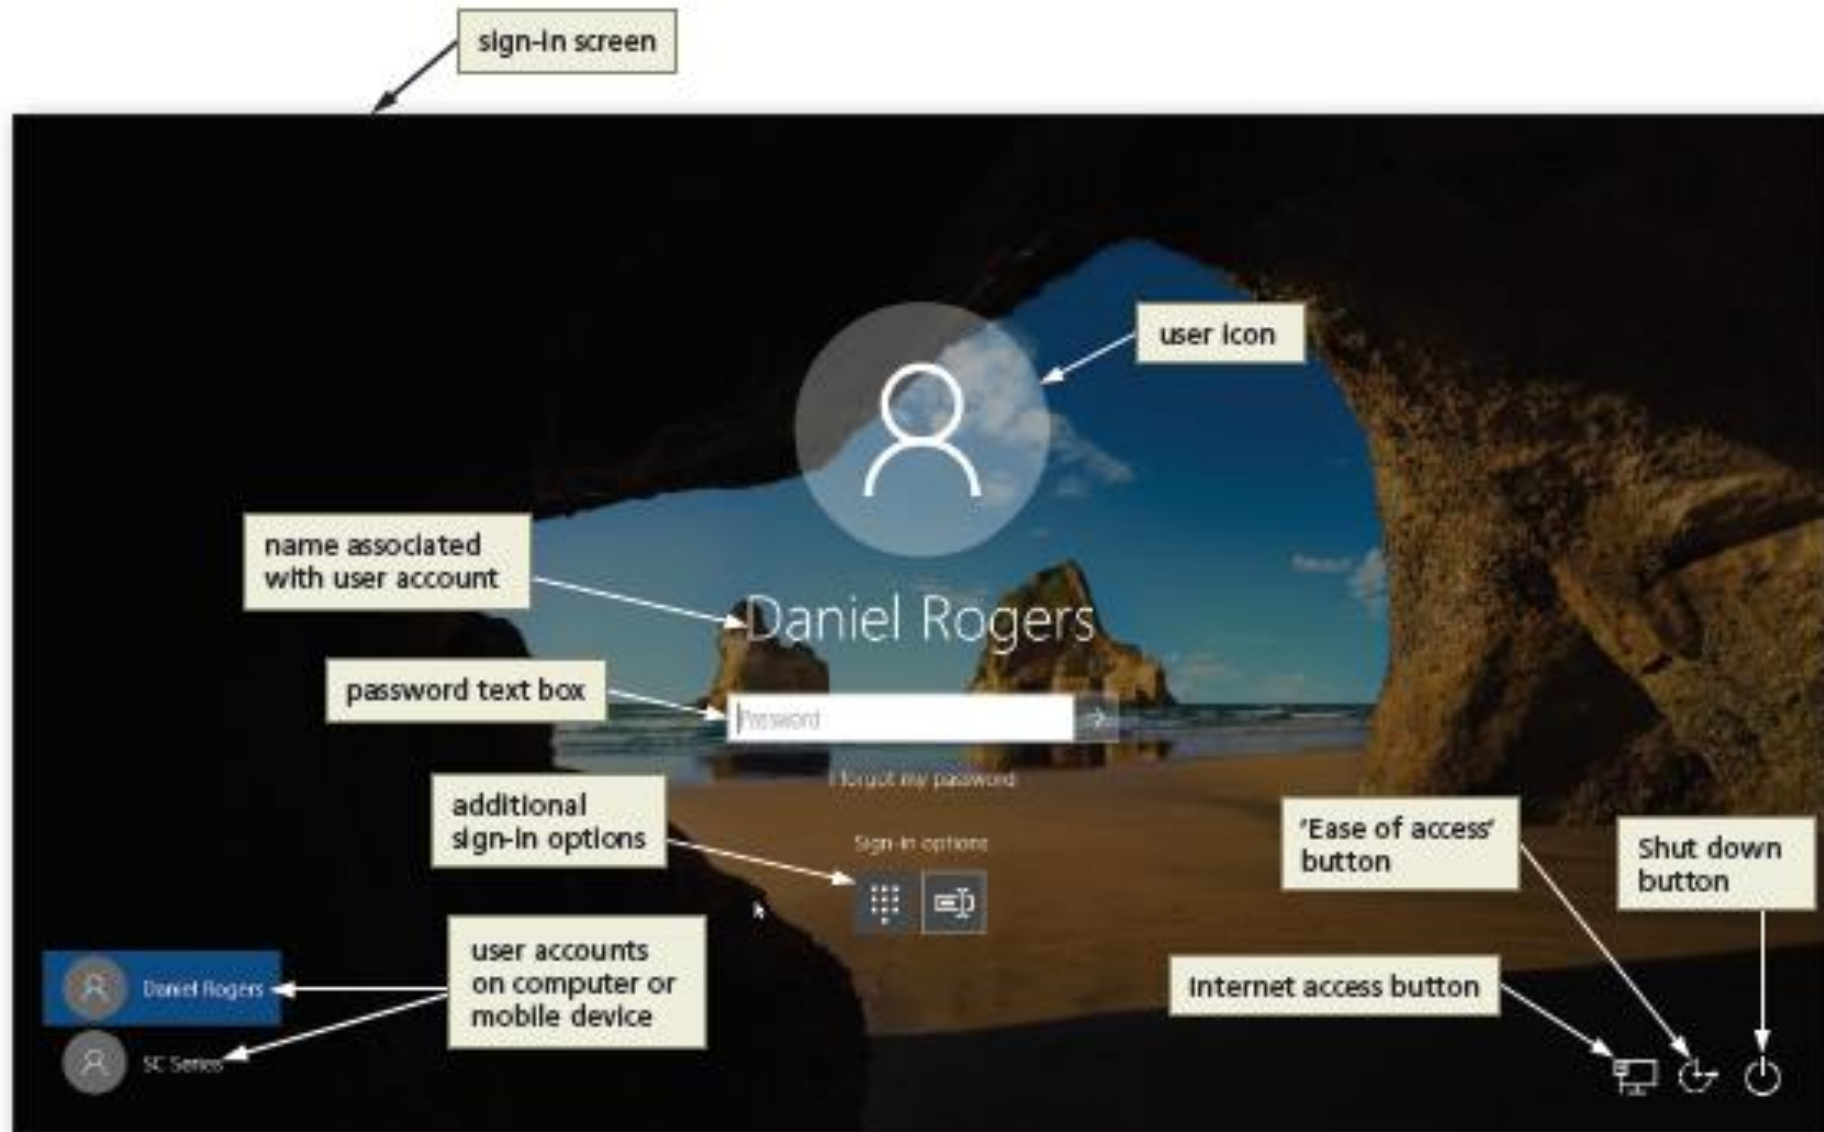 sign-in screen
user icon
name associated
with user account
Daniel Rogers
password text box
Password
I forgot my password
additional
sign-in options
Sign-in options
'Ease of access'
button
Shut down
button
user accounts
on computer or
mobile device
Internet access button
Daniel Rogers
SC Series